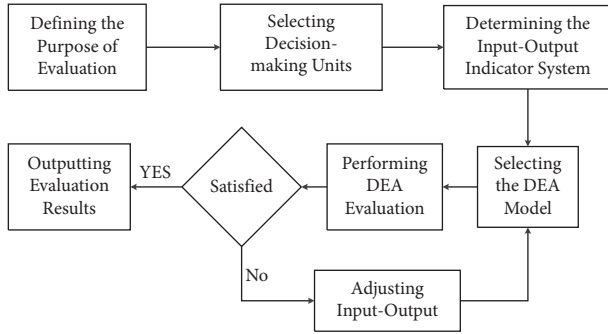 Defining the
Purpose of
Evaluation
Selecting
Decision-
making Units
Determining the
Input-Output
Indicator System
Outputting
Evaluation
Results
YES
Satisfied
Performing
DEA
Evaluation
Selecting
the DEA
Model
No
Adjusting
Input-Output